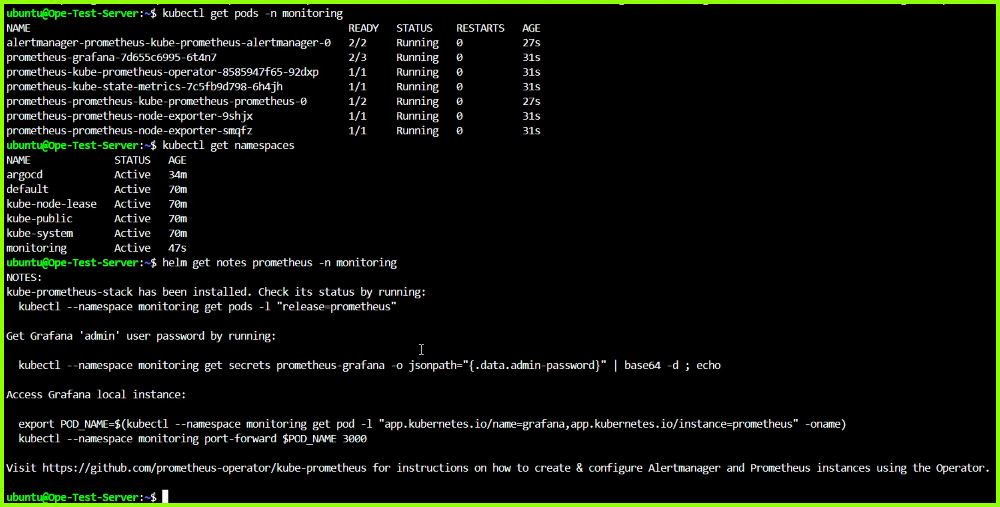 ubuntu@Ope-Test-Server:~$ kubectl get pods -n monitoring
NAME READY STATUS RESTARTS AGE
alertmanager-prometheus-kube-prometheus-alertmanager-0 2/2 Running 0 27s
prometheus-grafana-7d655c6995-6t4n7 2/3 Running 0 31s
prometheus-kube-prometheus-operator-8585947f65-92dxp 1/1 Running 0 31s
prometheus-kube-state-metrics-7c5fb9d798-6h4jh 1/1 Running 0 31s
prometheus-prometheus-kube-prometheus-prometheus-0 1/2 Running 0 27s
prometheus-prometheus-node-exporter-9shjx 1/1 Running 0 31s
prometheus-prometheus-node-exporter-smqfz 1/1 Running 0 31s
ubuntu@Ope-Test-Server:~$ kubectl get namespaces
NAME STATUS AGE
argocd Active 34m
default Active 70m
kube-node-lease Active 70m
kube-public Active 70m
kube-system Active 70m
monitoring Active 47s
ubuntu@Ope-Test-Server:~$ helm get notes prometheus -n monitoring
NOTES:
kube-prometheus-stack has been installed. Check its status by running:
kubectl --namespace monitoring get pods -l "release=prometheus"
Get Grafana 'admin' user password by running:
kubectl --namespace monitoring get secrets prometheus-grafana -o jsonpath="{.data.admin-password}" | base64 -d ; echo
Access Grafana local instance:
export POD_NAME=$(kubectl --namespace monitoring get pod -l "app.kubernetes.io/name=grafana,app.kubernetes.io/instance=prometheus" -oname)
kubectl --namespace monitoring port-forward $POD_NAME 3000
Visit https://github.com/prometheus-operator/kube-prometheus for instructions on how to create & configure Alertmanager and Prometheus instances using the Operator.
ubuntu@Ope-Test-Server:~$